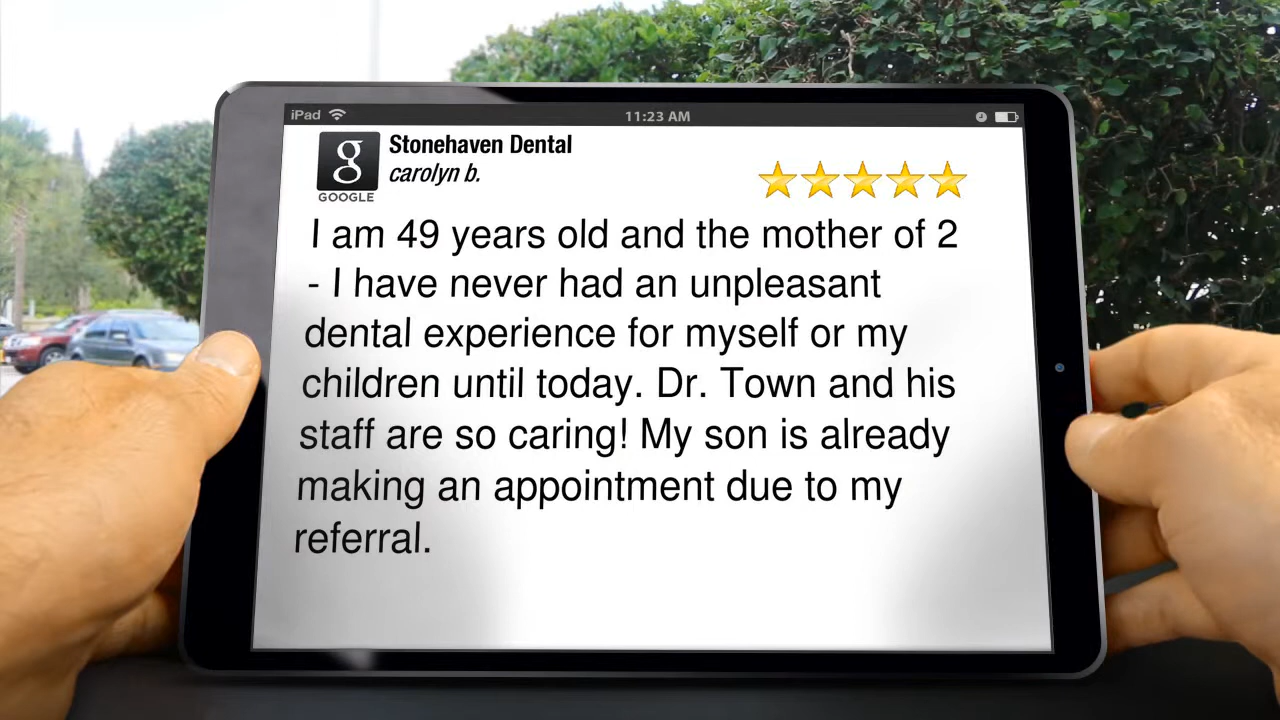 iPad
11:23 AM
g
GOOGLE
Stonehaven Dental
carolyn b.
I am 49 years old and the mother of 2
- I have never had an unpleasant
dental experience for myself or my
children until today. Dr. Town and his
staff are so caring! My son is already
making an appointment due to my
referral.